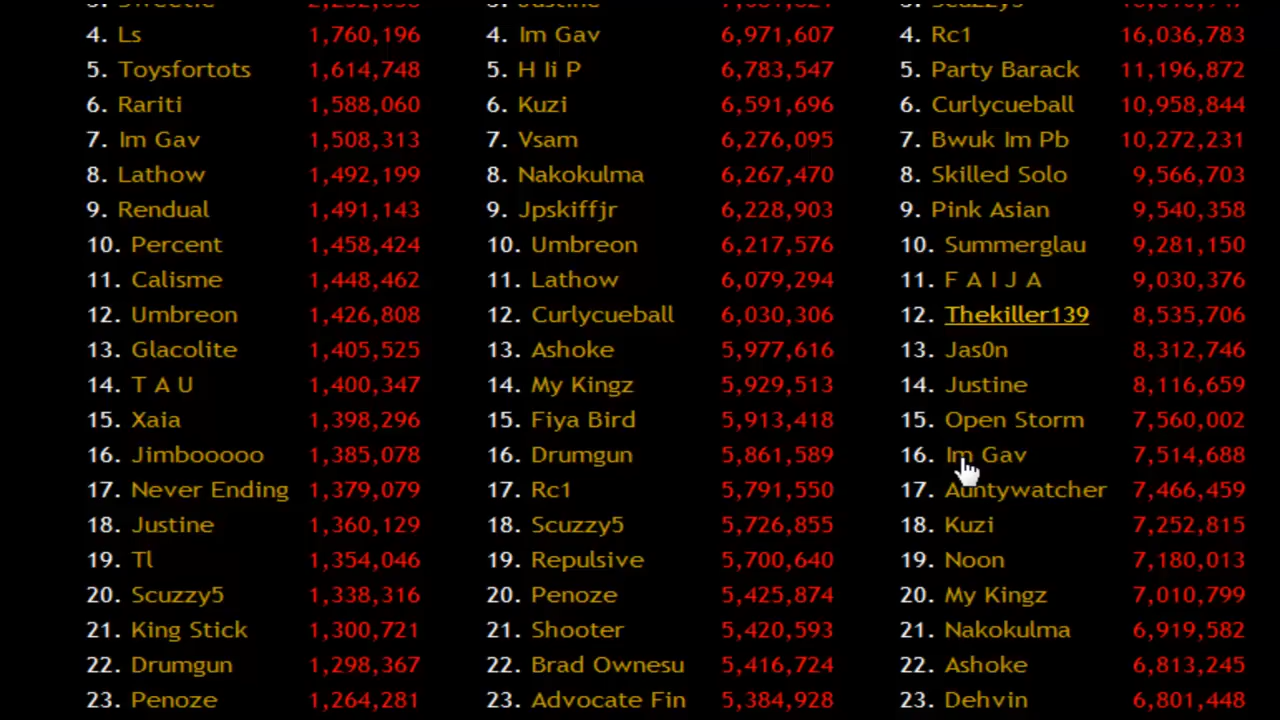 3. Sweetie 3. Justine 3. Scuzzy5
4. Ls 1,760,196 4. Im Gav 6,971,607 4. Rc1 16,036,783
5. Toysfortots 1,614,748 5. H Ii P 6,783,547 5. Party Barack 11,196,872
6. Rariti 1,588,060 6. Kuzi 6,591,696 6. Curlycueball 10,958,844
7. Im Gav 1,508,313 7. Vsam 6,276,095 7. Bwuk Im Pb 10,272,231
8. Lathow 1,492,199 8. Nakokulma 6,267,470 8. Skilled Solo 9,566,703
9. Rendual 1,491,143 9. Jpskiffjr 6,228,903 9. Pink Asian 9,540,358
10. Percent 1,458,424 10. Umbreon 6,217,576 10. Summerglau 9,281,150
11. Calisme 1,448,462 11. Lathow 6,079,294 11. F A I J A 9,030,376
12. Umbreon 1,426,808 12. Curlycueball 6,030,306 12. Thekiller139 8,535,706
13. Glacolite 1,405,525 13. Ashoke 5,977,616 13. Jas0n 8,312,746
14. T A U 1,400,347 14. My Kingz 5,929,513 14. Justine 8,116,659
15. Xaia 1,398,296 15. Fiya Bird 5,913,418 15. Open Storm 7,560,002
16. Jimbooooo 1,385,078 16. Drumgun 5,861,589 16. Im Gav 7,514,688
17. Never Ending 1,379,079 17. Rc1 5,791,550 17. Auntywatcher 7,466,459
18. Justine 1,360,129 18. Scuzzy5 5,726,855 18. Kuzi 7,252,815
19. Tl 1,354,046 19. Repulsive 5,700,640 19. Noon 7,180,013
20. Scuzzy5 1,338,316 20. Penoze 5,425,874 20. My Kingz 7,010,799
21. King Stick 1,300,721 21. Shooter 5,420,593 21. Nakokulma 6,919,582
22. Drumgun 1,298,367 22. Brad Ownesu 5,416,724 22. Ashoke 6,813,245
23. Penoze 1,264,281 23. Advocate Fin 5,384,928 23. Dehvin 6,801,448